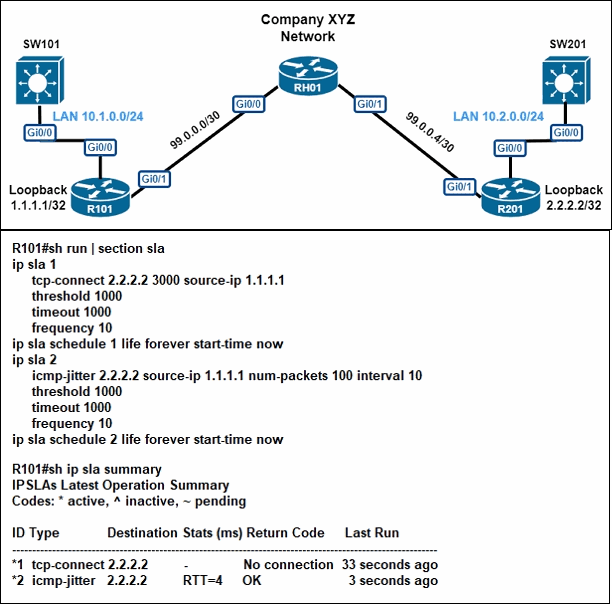 Company XYZ
Network
SW101
SW201
RH01
LAN 10.1.0.0/24
Gi0/0
Gi0/1
LAN 10.2.0.0/24
99.0.0.0/30
99.0.0.4/30
Gi0/0
Gi0/0
Gi0/0
Gi0/0
Loopback
1.1.1.1/32
Gi0/1
R101
Gi0/1
R201
Loopback
2.2.2.2/32
R101#sh run | section sla
ip sla 1
tcp-connect 2.2.2.2 3000 source-ip 1.1.1.1
threshold 1000
timeout 1000
frequency 10
ip sla schedule 1 life forever start-time now
ip sla 2
icmp-jitter 2.2.2.2 source-ip 1.1.1.1 num-packets 100 interval 10
threshold 1000
timeout 1000
frequency 10
ip sla schedule 2 life forever start-time now
R101#sh ip sla summary
IPSLAs Latest Operation Summary
Codes: * active, ^ inactive, ~ pending
ID Type Destination Stats (ms) Return Code Last Run
--------------------------------------------------------------------------------
*1 tcp-connect 2.2.2.2 - No connection 33 seconds ago
*2 icmp-jitter 2.2.2.2 RTT=4 OK 3 seconds ago